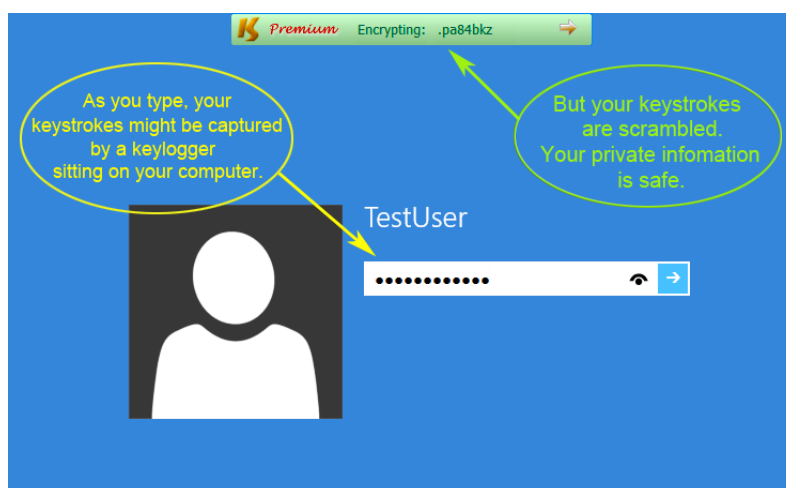 KS Premium Encrypting: .pa84bkz
As you type, your
keystrokes might be captured
by a keylogger
sitting on your computer.
But your keystrokes
are scrambled.
Your private infomation
is safe.
TestUser